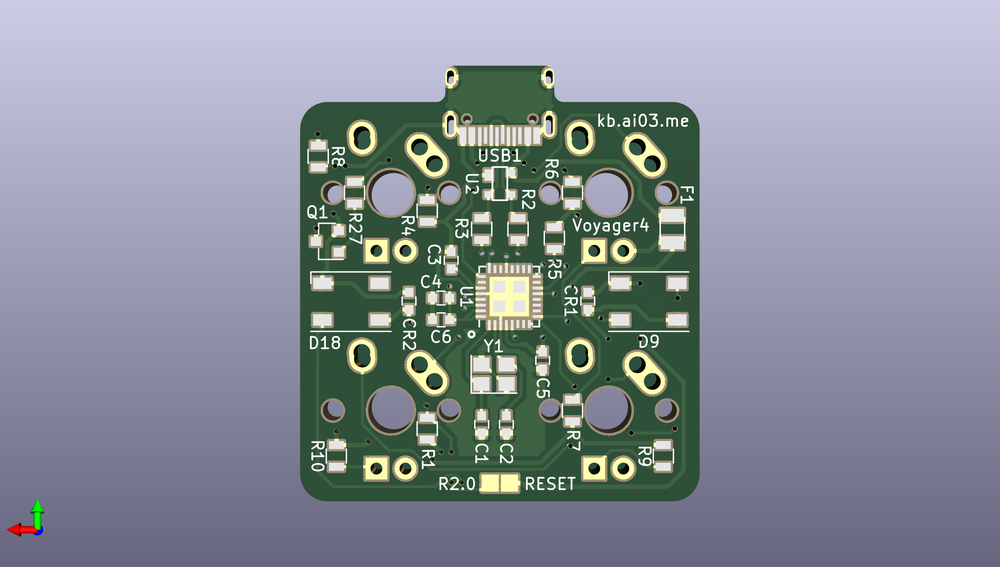 kb.ai03.me
USB1
R8
U2
R6
R2
F1
Q1
R27
R4
R3
Voyager4
R5
C3
C4
U1
CR1
CR2
C6
D18
Y1
D9
C5
R10
R1
C1
C2
R7
R9
R2.0
RESET